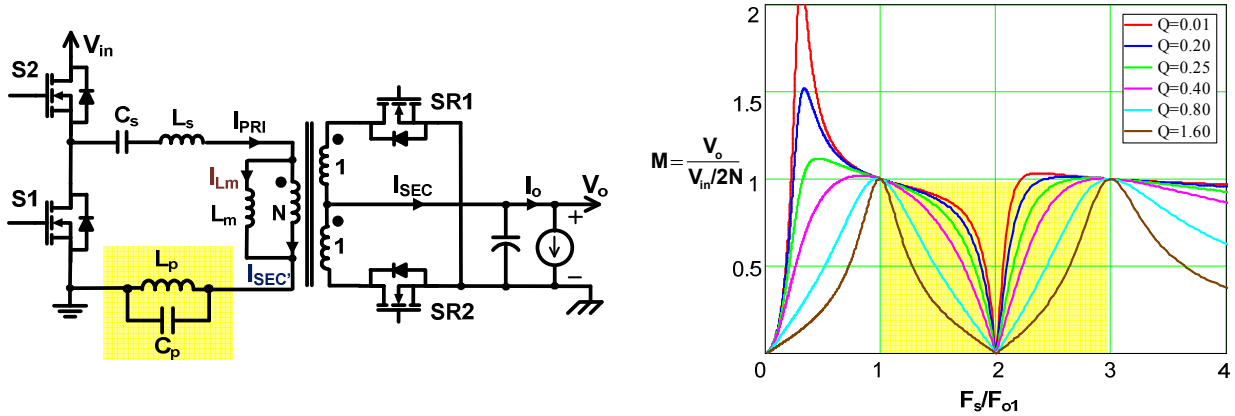 V_in
S2
C_s
L_s
I_PRI
SR1
I_Lm
L_m
N
1
I_SEC
I_o
V_o
S1
1
+
−
L_p
I_SEC'
C_p
SR2
M = V_o / V_in/2N
2
1.5
1
0.5
0
1
2
3
4
F_s/F_o1
Q=0.01
Q=0.20
Q=0.25
Q=0.40
Q=0.80
Q=1.60